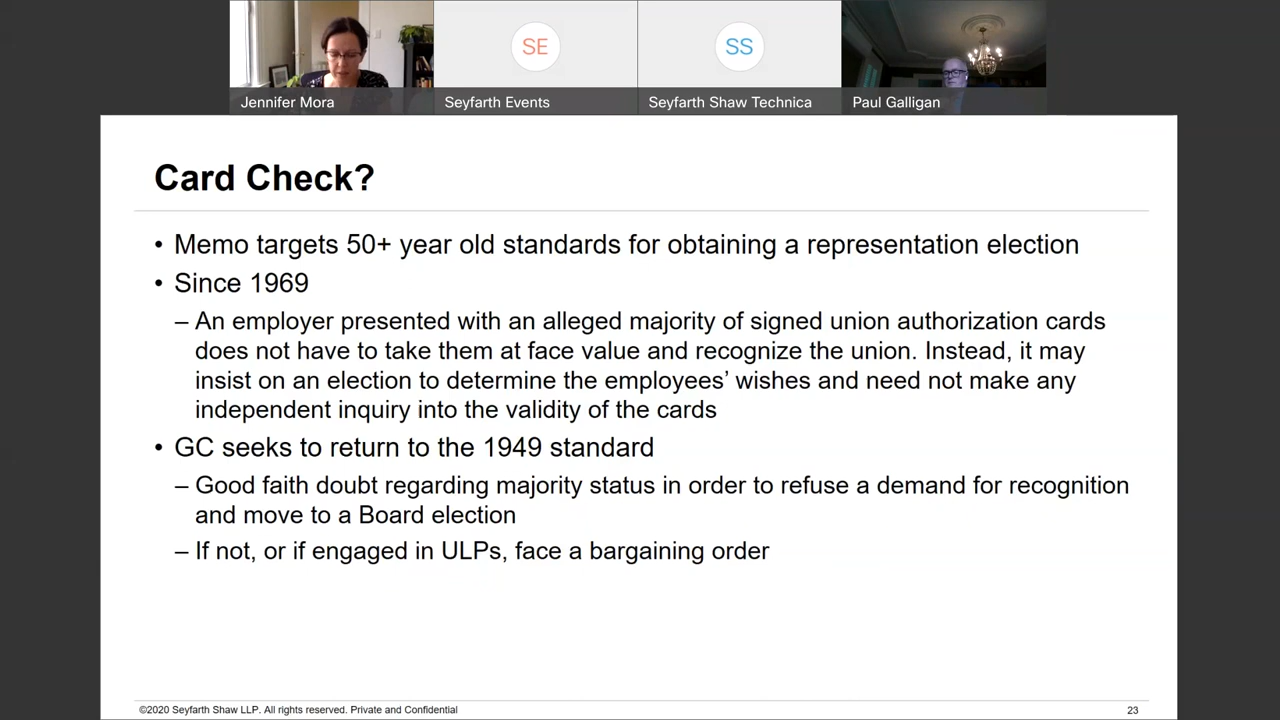 SE
SS
Jennifer Mora
Seyfarth Events
Seyfarth Shaw Technica
Paul Galligan
Card Check?
• Memo targets 50+ year old standards for obtaining a representation election
• Since 1969
– An employer presented with an alleged majority of signed union authorization cards
does not have to take them at face value and recognize the union. Instead, it may
insist on an election to determine the employees’ wishes and need not make any
independent inquiry into the validity of the cards
• GC seeks to return to the 1949 standard
– Good faith doubt regarding majority status in order to refuse a demand for recognition
and move to a Board election
– If not, or if engaged in ULPs, face a bargaining order
©2020 Seyfarth Shaw LLP. All rights reserved. Private and Confidential
23